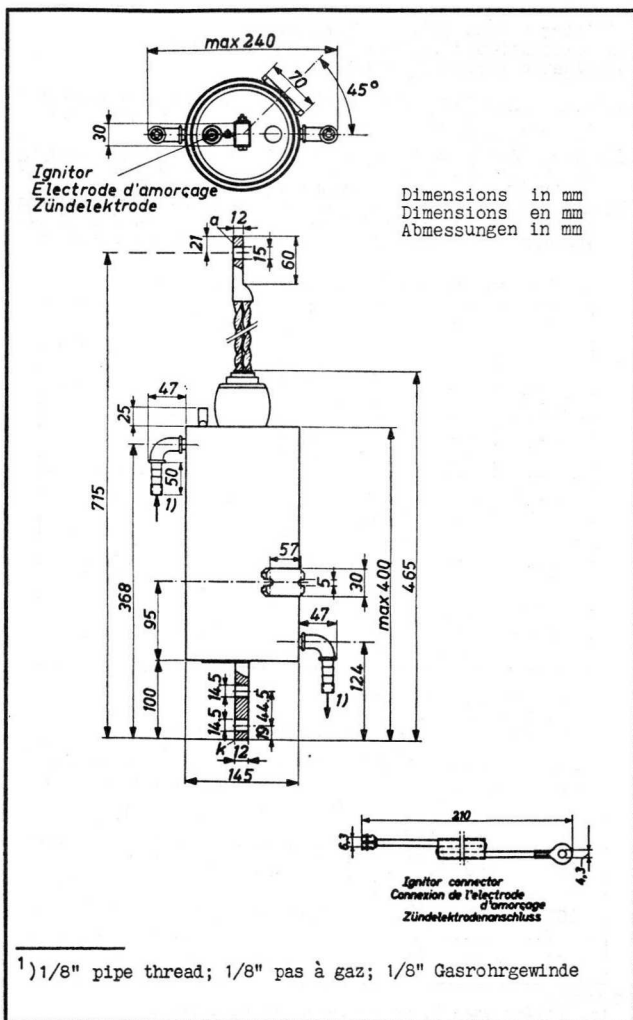 max 240
70
45°
30
Ignitor
Electrode d'amorçage
Zündelektrode
Dimensions in mm
Dimensions en mm
Abmessungen in mm
a 12
21
15
60
47
25
50
1)
715
368
57
5
30
max 400
465
95
47
124
1)
100
14.5
14.5
44.5
19
k 12
145
210
6,3
4,3
Ignitor connector
Connexion de l'electrode
d'amorçage
Zündelektrodenanschluss
1)1/8" pipe thread; 1/8" pas à gaz; 1/8" Gasrohrgewinde